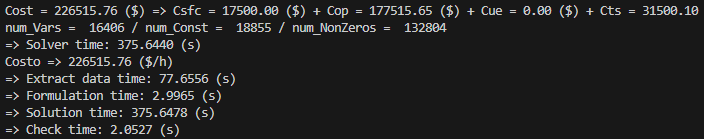 Cost = 226515.76 ($) => Csfc = 17500.00 ($) + Cop = 177515.65 ($) + Cue = 0.00 ($) + Cts = 31500.10
num_Vars =  16406 / num_Const =  18855 / num_NonZeros =  132804
=> Solver time: 375.6440 (s)
Costo => 226515.76 ($/h)
=> Extract data time: 77.6556 (s)
=> Formulation time: 2.9965 (s)
=> Solution time: 375.6478 (s)
=> Check time: 2.0527 (s)